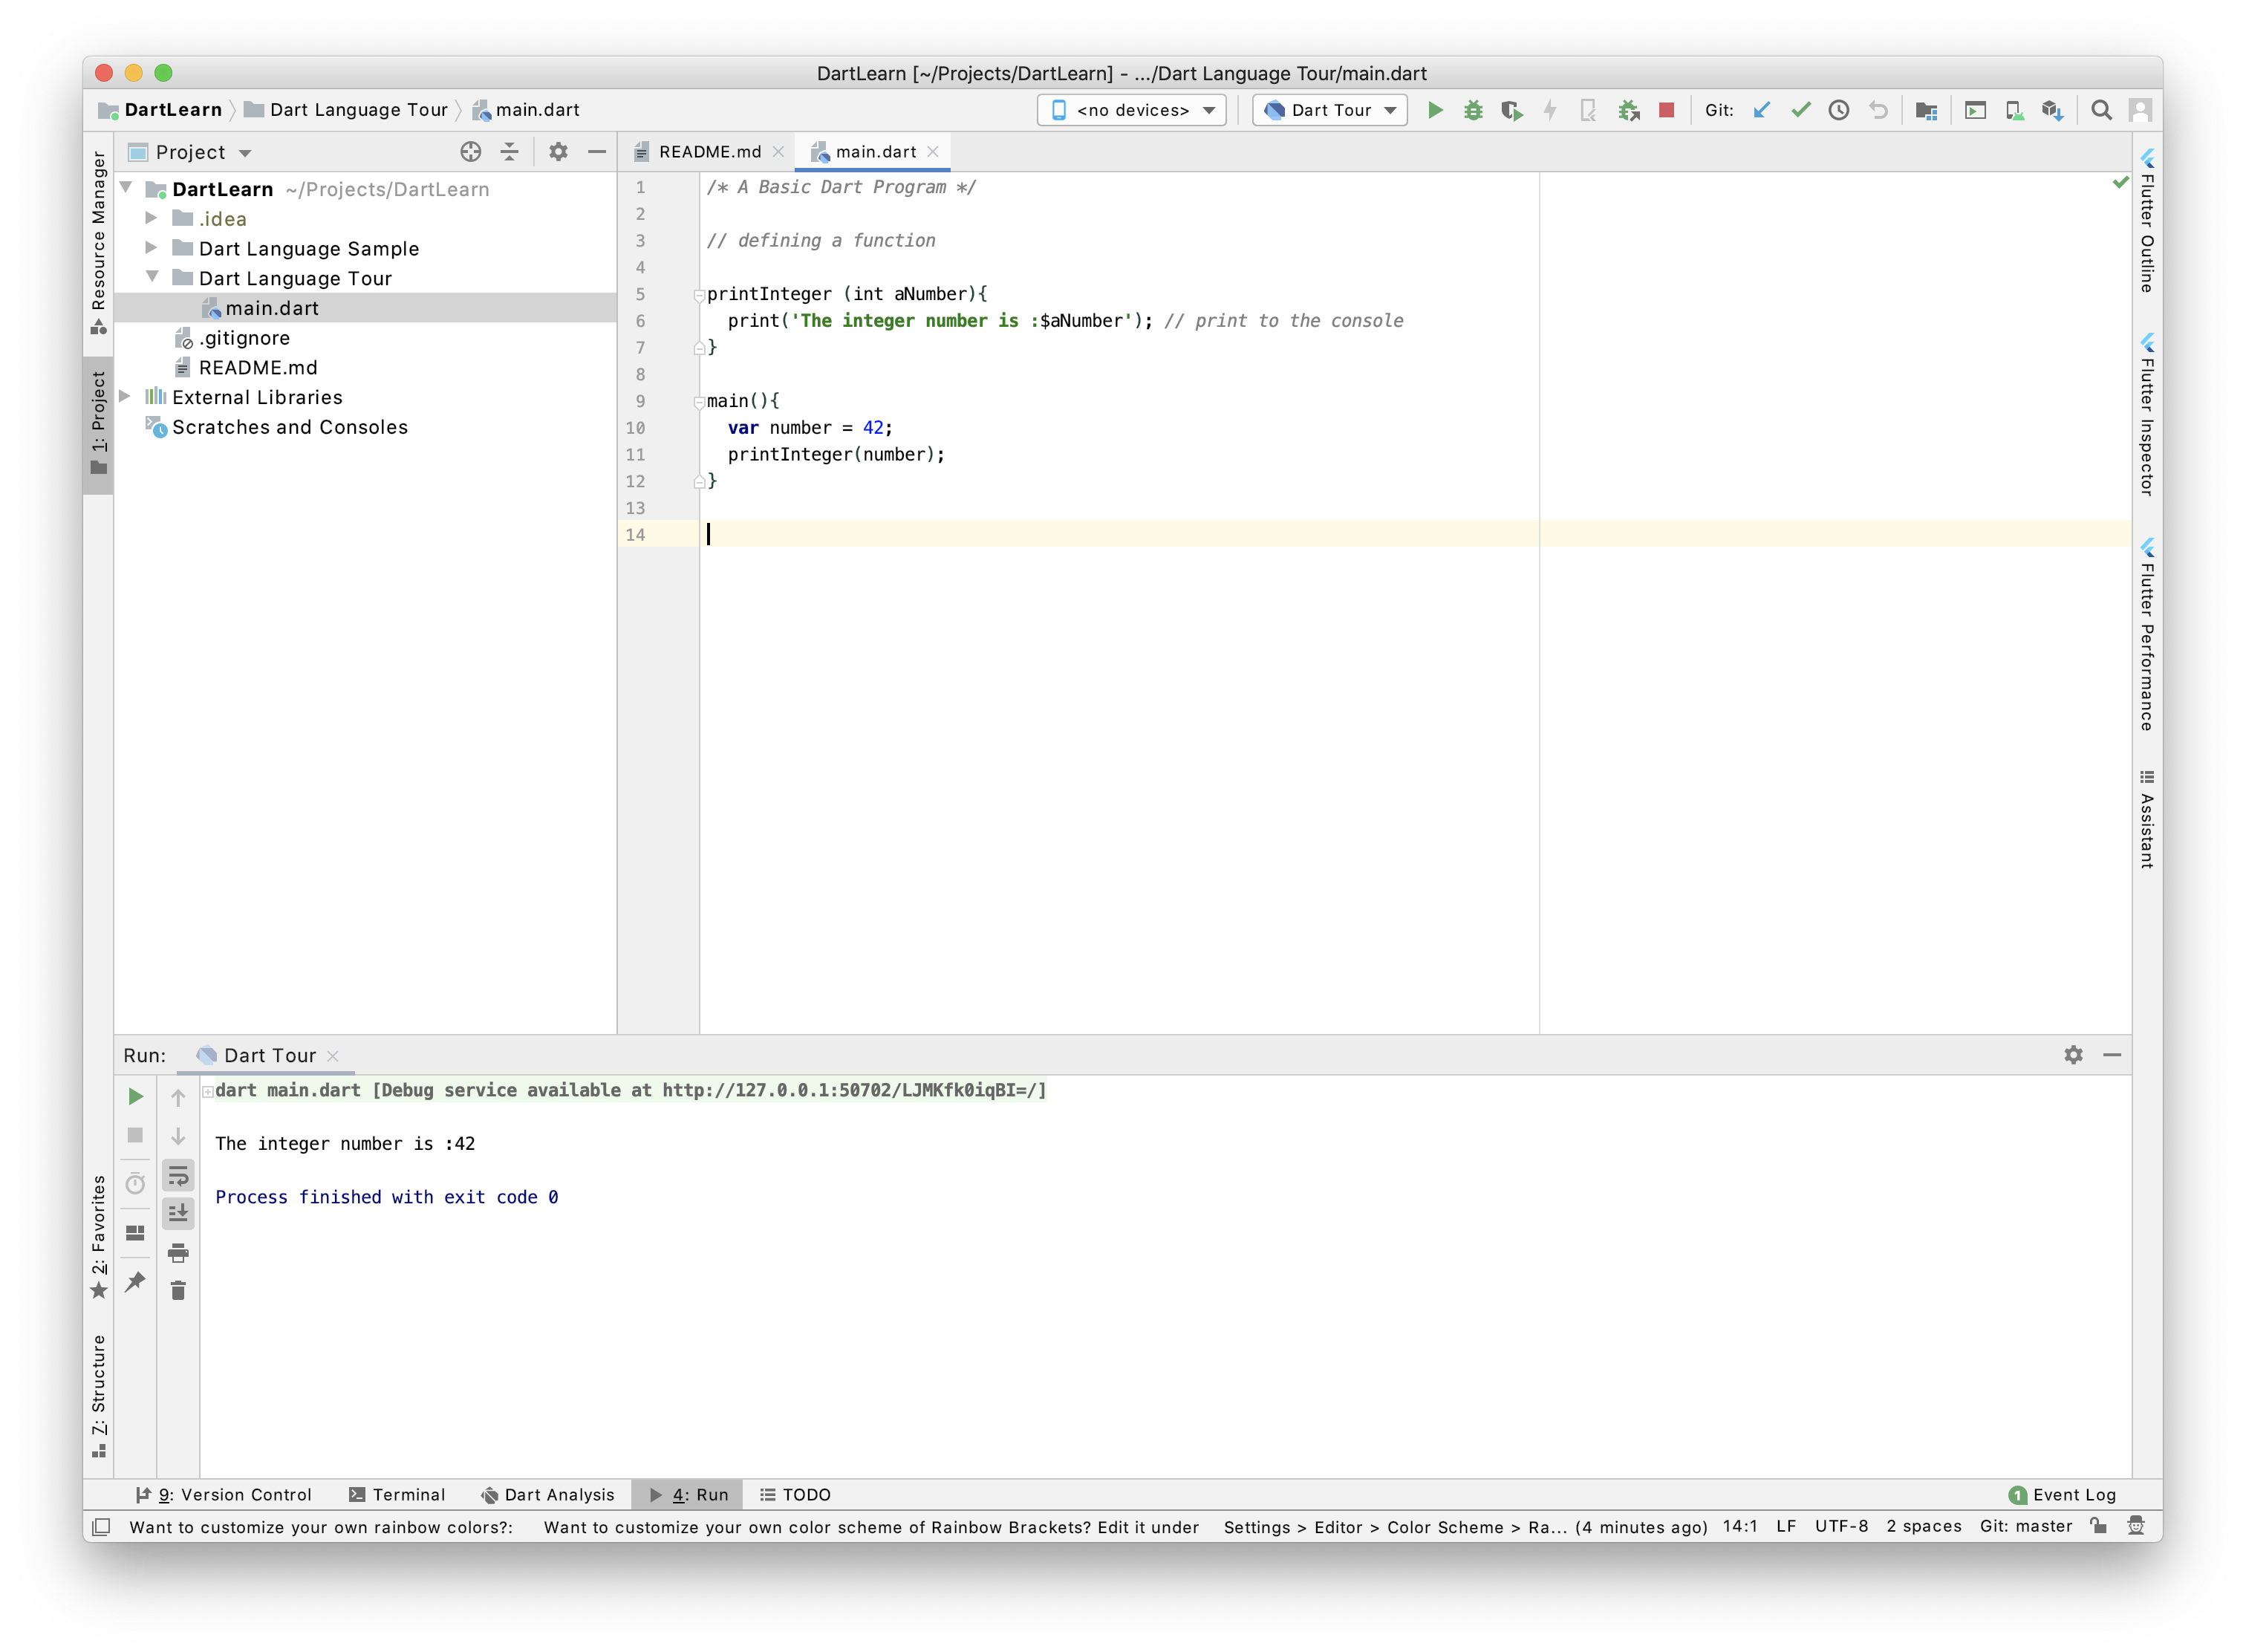 DartLearn [~/Projects/DartLearn] - .../Dart Language Tour/main.dart
DartLearn Dart Language Tour main.dart
<no devices> Dart Tour Git:
Resource Manager
1: Project
Project
DartLearn ~/Projects/DartLearn
.idea
Dart Language Sample
Dart Language Tour
main.dart
.gitignore
README.md
External Libraries
Scratches and Consoles
README.md main.dart
1 /* A Basic Dart Program */
2
3 // defining a function
4
5 printInteger (int aNumber){
6   print('The integer number is :$aNumber'); // print to the console
7 }
8
9 main(){
10   var number = 42;
11   printInteger(number);
12 }
13
14
Flutter Outline
Flutter Inspector
Flutter Performance
Assistant
Run: Dart Tour
dart main.dart [Debug service available at http://127.0.0.1:50702/LJMKfk0iqBI=/]
The integer number is :42
Process finished with exit code 0
2: Favorites
7: Structure
9: Version Control Terminal Dart Analysis 4: Run TODO 1 Event Log
Want to customize your own rainbow colors?: Want to customize your own color scheme of Rainbow Brackets? Edit it under Settings > Editor > Color Scheme > Ra... (4 minutes ago) 14:1 LF UTF-8 2 spaces Git: master